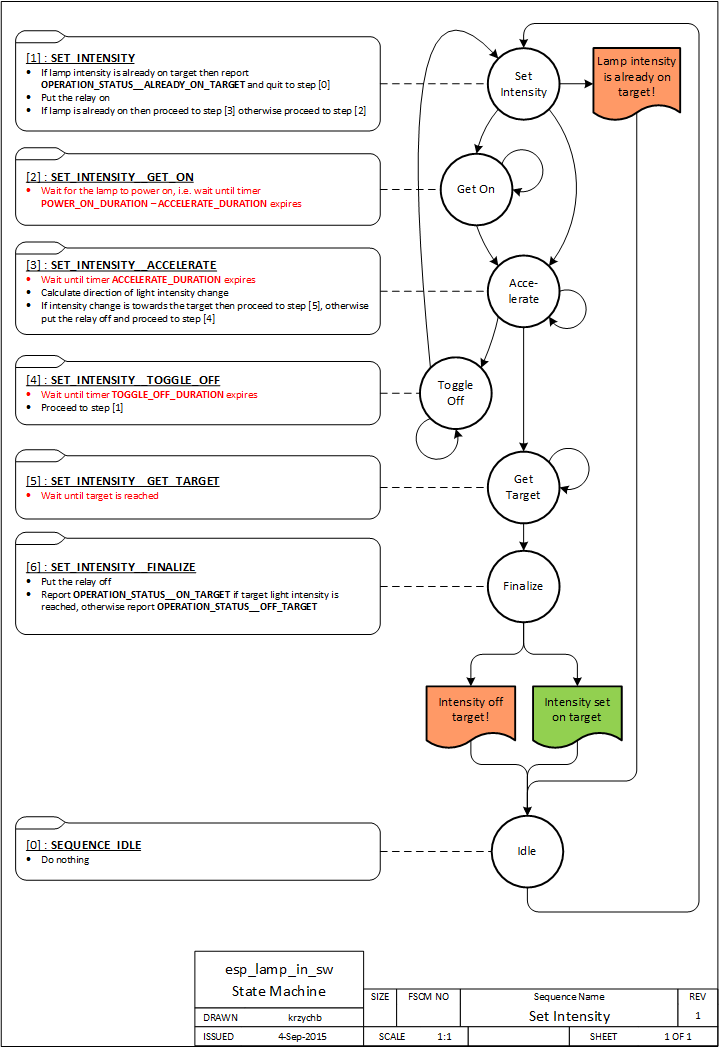 [1] : SET_INTENSITY
• If lamp intensity is already on target then report
OPERATION_STATUS__ALREADY_ON_TARGET and quit to step [0]
• Put the relay on
• If lamp is already on then proceed to step [3] otherwise proceed to step [2]
Set
Intensity
Lamp intensity
is already on
target!
[2] : SET_INTENSITY__GET_ON
• Wait for the lamp to power on, i.e. wait until timer
POWER_ON_DURATION – ACCELERATE_DURATION expires
Get On
[3] : SET_INTENSITY__ACCELERATE
• Wait until timer ACCELERATE_DURATION expires
• Calculate direction of light intensity change
• If intensity change is towards the target then proceed to step [5], otherwise
put the relay off and proceed to step [4]
Acce-
lerate
[4] : SET_INTENSITY__TOGGLE_OFF
• Wait until timer TOGGLE_OFF_DURATION expires
• Proceed to step [1]
Toggle
Off
[5] : SET_INTENSITY__GET_TARGET
• Wait until target is reached
Get
Target
[6] : SET_INTENSITY__FINALIZE
• Put the relay off
• Report OPERATION_STATUS__ON_TARGET if target light intensity is
reached, otherwise report OPERATION_STATUS__OFF_TARGET
Finalize
Intensity off
target!
Intensity set
on target
[0] : SEQUENCE_IDLE
• Do nothing
Idle
esp_lamp_in_sw
State Machine
DRAWN krzychb
ISSUED 4-Sep-2015
SIZE
FSCM NO
Sequence Name
Set Intensity
REV
1
SCALE 1:1
SHEET 1 OF 1